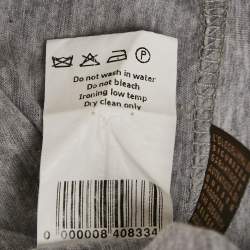 P
Do not wash in water
Do not bleach
Ironing low temp
Dry clean only
0 000008 408334